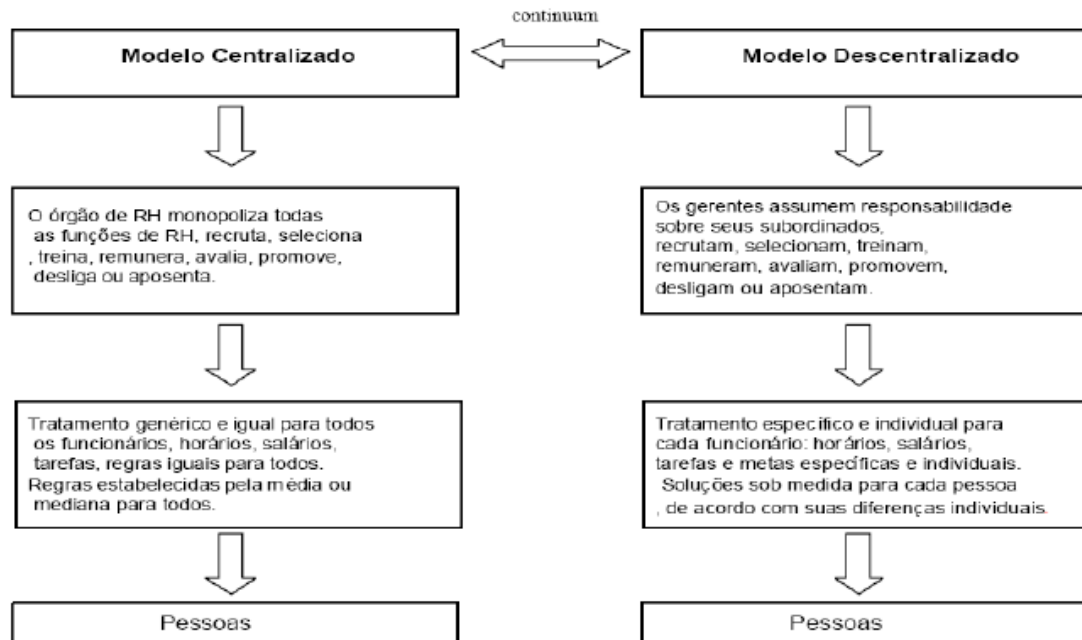 continuum
Modelo Centralizado
Modelo Descentralizado
O órgão de RH monopoliza todas
as funções de RH, recruta, seleciona
, treina, remunera, avalia, promove,
desliga ou aposenta.
Os gerentes assumem responsabilidade
sobre seus subordinados,
recrutam, selecionam, treinam,
remuneram, avaliam, promovem,
desligam ou aposentam.
Tratamento genérico e igual para todos
os funcionários, horários, salários,
tarefas, regras iguais para todos.
Regras estabelecidas pela média ou
mediana para todos.
Tratamento específico e individual para
cada funcionário: horários, salários,
tarefas e metas específicas e individuais.
Soluções sob medida para cada pessoa
, de acordo com suas diferenças individuais.
Pessoas
Pessoas